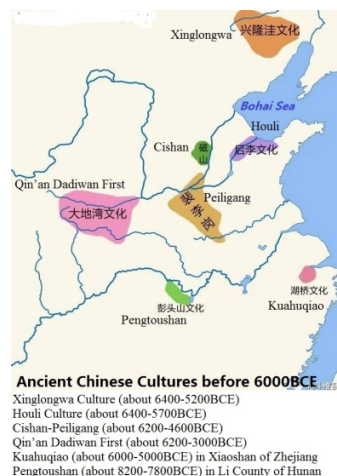 Xinglongwa
兴隆洼文化
Bohai Sea
Houli
Cishan
磁山
后李文化
Qin'an Dadiwan First
Peiligang
大地湾文化
裴李岗
湖桥文化
彭头山文化
Kuahuqiao
Pengtoushan
Ancient Chinese Cultures before 6000BCE
Xinglongwa Culture (about 6400-5200BCE)
Houli Culture (about 6400-5700BCE)
Cishan-Peiligang (about 6200-4600BCE)
Qin'an Dadiwan First (about 6200-3000BCE)
Kuahuqiao (about 6000-5000BCE) in Xiaoshan of Zhejiang
Pengtoushan (about 8200-7800BCE) in Li County of Hunan